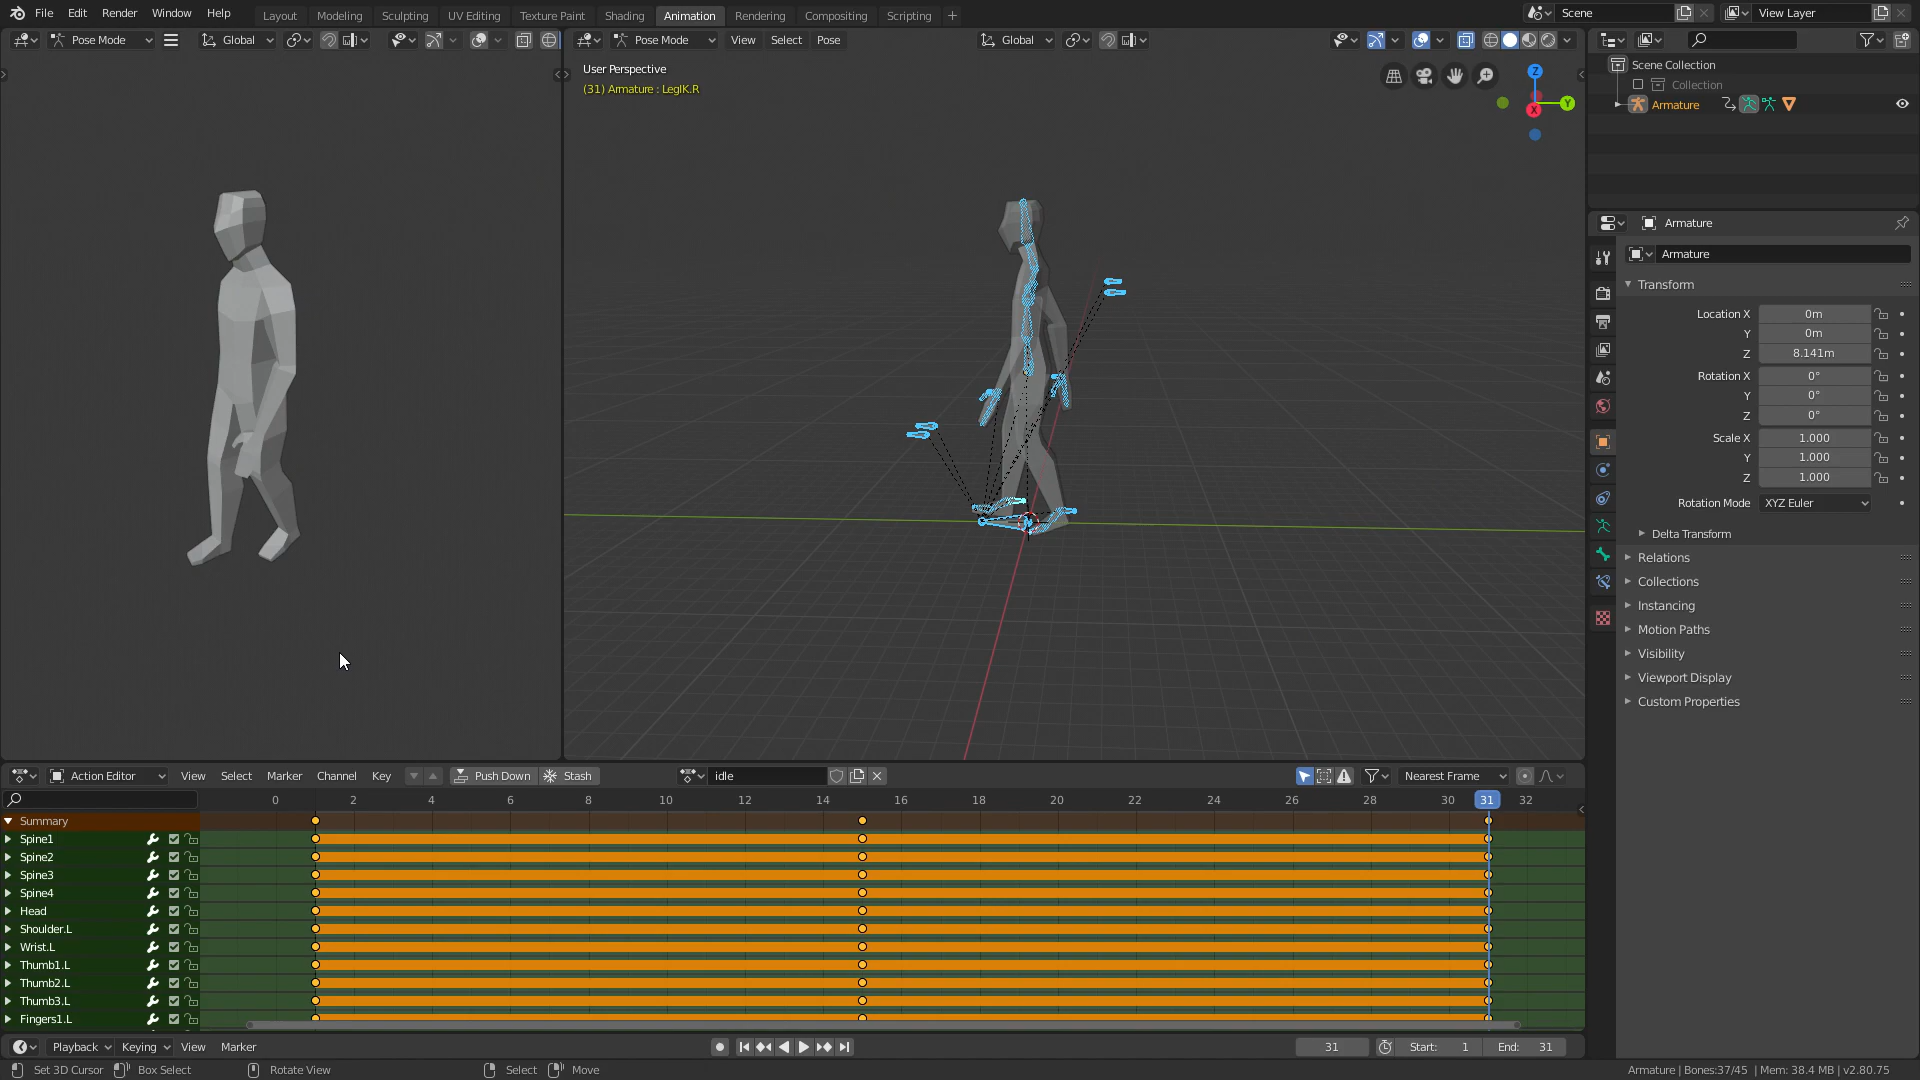 File Edit Render Window Help Layout Modeling Sculpting UV Editing Texture Paint Shading Animation Rendering Compositing Scripting + Scene View Layer
Pose Mode Global Pose Mode View Select Pose Global
User Perspective
(31) Armature : LegIK.R
Z
Y
X
Scene Collection
Collection
Armature
Armature
Armature
Transform
Location X 0m
Y 0m
Z 8.141m
Rotation X 0°
Y 0°
Z 0°
Scale X 1.000
Y 1.000
Z 1.000
Rotation Mode XYZ Euler
Delta Transform
Relations
Collections
Instancing
Motion Paths
Visibility
Viewport Display
Custom Properties
Action Editor View Select Marker Channel Key Push Down Stash idle Nearest Frame
0 2 4 6 8 10 12 14 16 18 20 22 24 26 28 30 31 32
Summary
Spine1
Spine2
Spine3
Spine4
Head
Shoulder.L
Wrist.L
Thumb1.L
Thumb2.L
Thumb3.L
Fingers1.L
Playback Keying View Marker 31 Start: 1 End: 31
Set 3D Cursor Box Select Rotate View Select Move Armature | Bones:37/45 | Mem: 38.4 MB | v2.80.75